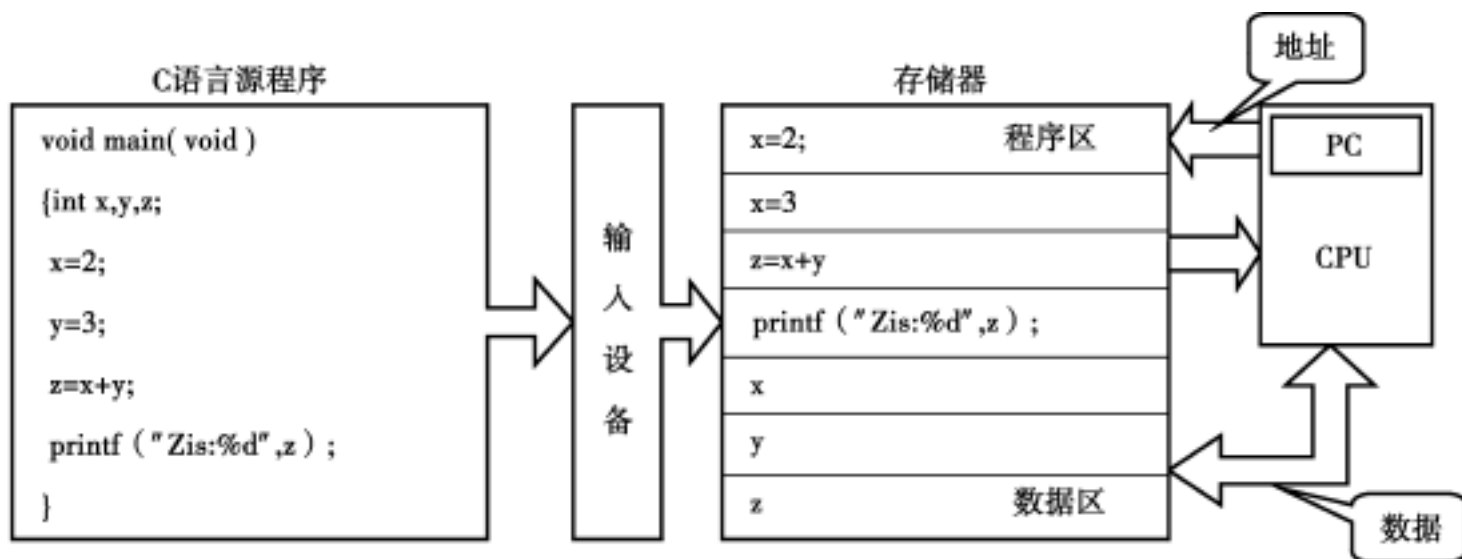 C语言源程序
void main( void )
{int x,y,z;
x=2;
y=3;
z=x+y;
printf ("Zis:%d",z) ;
}
输
入
设
备
存储器
x=2; 程序区
x=3
z=x+y
printf ("Zis:%d",z) ;
x
y
z 数据区
地址
PC
CPU
数据